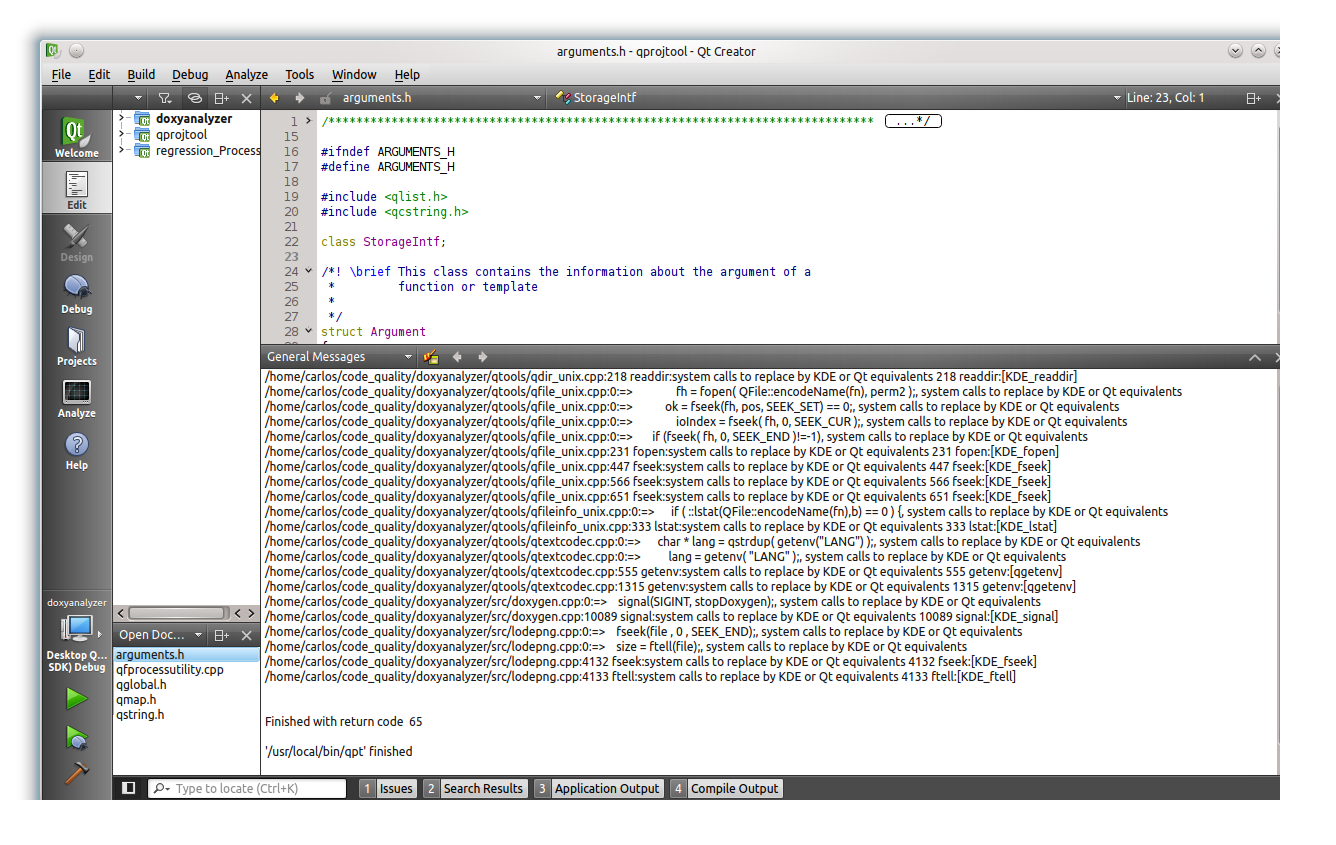 arguments.h - qprojtool - Qt Creator
File Edit Build Debug Analyze Tools Window Help
arguments.h StorageIntf Line: 23, Col: 1
Welcome
Edit
Design
Debug
Projects
Analyze
Help
doxyanalyzer
Desktop Q...
SDK) Debug
doxyanalyzer
qprojtool
regression_Process
Open Doc...
arguments.h
qfprocessutility.cpp
qglobal.h
qmap.h
qstring.h
1 /******************************************************************************* ...*/
15
16 #ifndef ARGUMENTS_H
17 #define ARGUMENTS_H
18
19 #include <qlist.h>
20 #include <qcstring.h>
21
22 class StorageIntf;
23
24 /*! \brief This class contains the information about the argument of a
25 * function or template
26 *
27 */
28 struct Argument
General Messages
/home/carlos/code_quality/doxyanalyzer/qtools/qdir_unix.cpp:218 readdir:system calls to replace by KDE or Qt equivalents 218 readdir:[KDE_readdir]
/home/carlos/code_quality/doxyanalyzer/qtools/qfile_unix.cpp:0:=> fh = fopen( QFile::encodeName(fn), perm2 );, system calls to replace by KDE or Qt equivalents
/home/carlos/code_quality/doxyanalyzer/qtools/qfile_unix.cpp:0:=> ok = fseek(fh, pos, SEEK_SET) == 0;, system calls to replace by KDE or Qt equivalents
/home/carlos/code_quality/doxyanalyzer/qtools/qfile_unix.cpp:0:=> ioIndex = fseek( fh, 0, SEEK_CUR );, system calls to replace by KDE or Qt equivalents
/home/carlos/code_quality/doxyanalyzer/qtools/qfile_unix.cpp:0:=> if (fseek( fh, 0, SEEK_END )!=-1), system calls to replace by KDE or Qt equivalents
/home/carlos/code_quality/doxyanalyzer/qtools/qfile_unix.cpp:231 fopen:system calls to replace by KDE or Qt equivalents 231 fopen:[KDE_fopen]
/home/carlos/code_quality/doxyanalyzer/qtools/qfile_unix.cpp:447 fseek:system calls to replace by KDE or Qt equivalents 447 fseek:[KDE_fseek]
/home/carlos/code_quality/doxyanalyzer/qtools/qfile_unix.cpp:566 fseek:system calls to replace by KDE or Qt equivalents 566 fseek:[KDE_fseek]
/home/carlos/code_quality/doxyanalyzer/qtools/qfile_unix.cpp:651 fseek:system calls to replace by KDE or Qt equivalents 651 fseek:[KDE_fseek]
/home/carlos/code_quality/doxyanalyzer/qtools/qfileinfo_unix.cpp:0:=> if ( ::lstat(QFile::encodeName(fn),b) == 0 ) {, system calls to replace by KDE or Qt equivalents
/home/carlos/code_quality/doxyanalyzer/qtools/qfileinfo_unix.cpp:333 lstat:system calls to replace by KDE or Qt equivalents 333 lstat:[KDE_lstat]
/home/carlos/code_quality/doxyanalyzer/qtools/qtextcodec.cpp:0:=> char * lang = qstrdup( getenv("LANG") );, system calls to replace by KDE or Qt equivalents
/home/carlos/code_quality/doxyanalyzer/qtools/qtextcodec.cpp:0:=> lang = getenv( "LANG" );, system calls to replace by KDE or Qt equivalents
/home/carlos/code_quality/doxyanalyzer/qtools/qtextcodec.cpp:555 getenv:system calls to replace by KDE or Qt equivalents 555 getenv:[qgetenv]
/home/carlos/code_quality/doxyanalyzer/qtools/qtextcodec.cpp:1315 getenv:system calls to replace by KDE or Qt equivalents 1315 getenv:[qgetenv]
/home/carlos/code_quality/doxyanalyzer/src/doxygen.cpp:0:=> signal(SIGINT, stopDoxygen);, system calls to replace by KDE or Qt equivalents
/home/carlos/code_quality/doxyanalyzer/src/doxygen.cpp:10089 signal:system calls to replace by KDE or Qt equivalents 10089 signal:[KDE_signal]
/home/carlos/code_quality/doxyanalyzer/src/lodepng.cpp:0:=> fseek(file , 0 , SEEK_END);, system calls to replace by KDE or Qt equivalents
/home/carlos/code_quality/doxyanalyzer/src/lodepng.cpp:0:=> size = ftell(file);, system calls to replace by KDE or Qt equivalents
/home/carlos/code_quality/doxyanalyzer/src/lodepng.cpp:4132 fseek:system calls to replace by KDE or Qt equivalents 4132 fseek:[KDE_fseek]
/home/carlos/code_quality/doxyanalyzer/src/lodepng.cpp:4133 ftell:system calls to replace by KDE or Qt equivalents 4133 ftell:[KDE_ftell]
Finished with return code 65
'/usr/local/bin/qpt' finished
Type to locate (Ctrl+K) 1 Issues 2 Search Results 3 Application Output 4 Compile Output